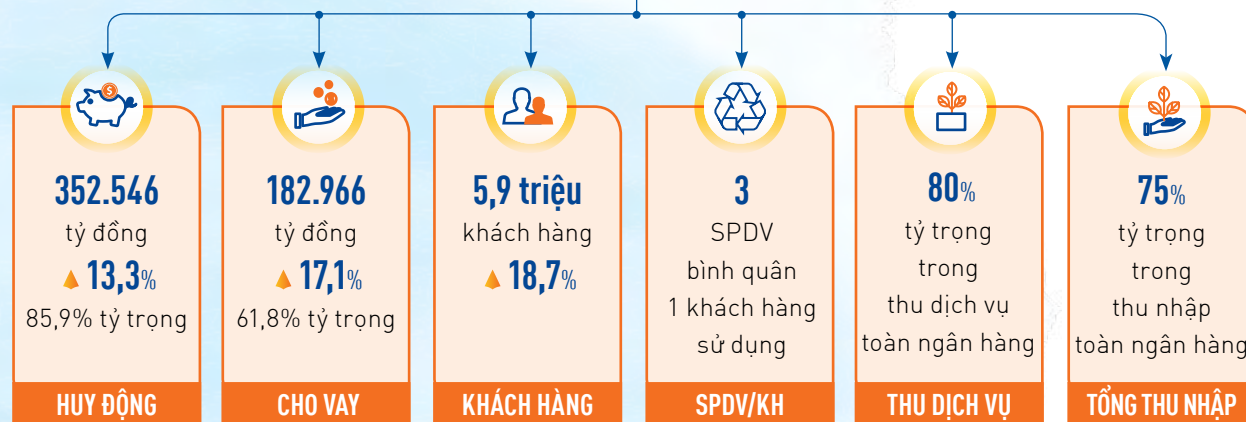 352.546
tỷ đồng
13,3%
85,9% tỷ trọng
HUY ĐỘNG
182.966
tỷ đồng
17,1%
61,8% tỷ trọng
CHO VAY
5,9 triệu
khách hàng
18,7%
KHÁCH HÀNG
3
SPDV
bình quân
1 khách hàng
sử dụng
SPDV/KH
80%
tỷ trọng
trong
thu dịch vụ
toàn ngân hàng
THU DỊCH VỤ
75%
tỷ trọng
trong
thu nhập
toàn ngân hàng
TỔNG THU NHẬP